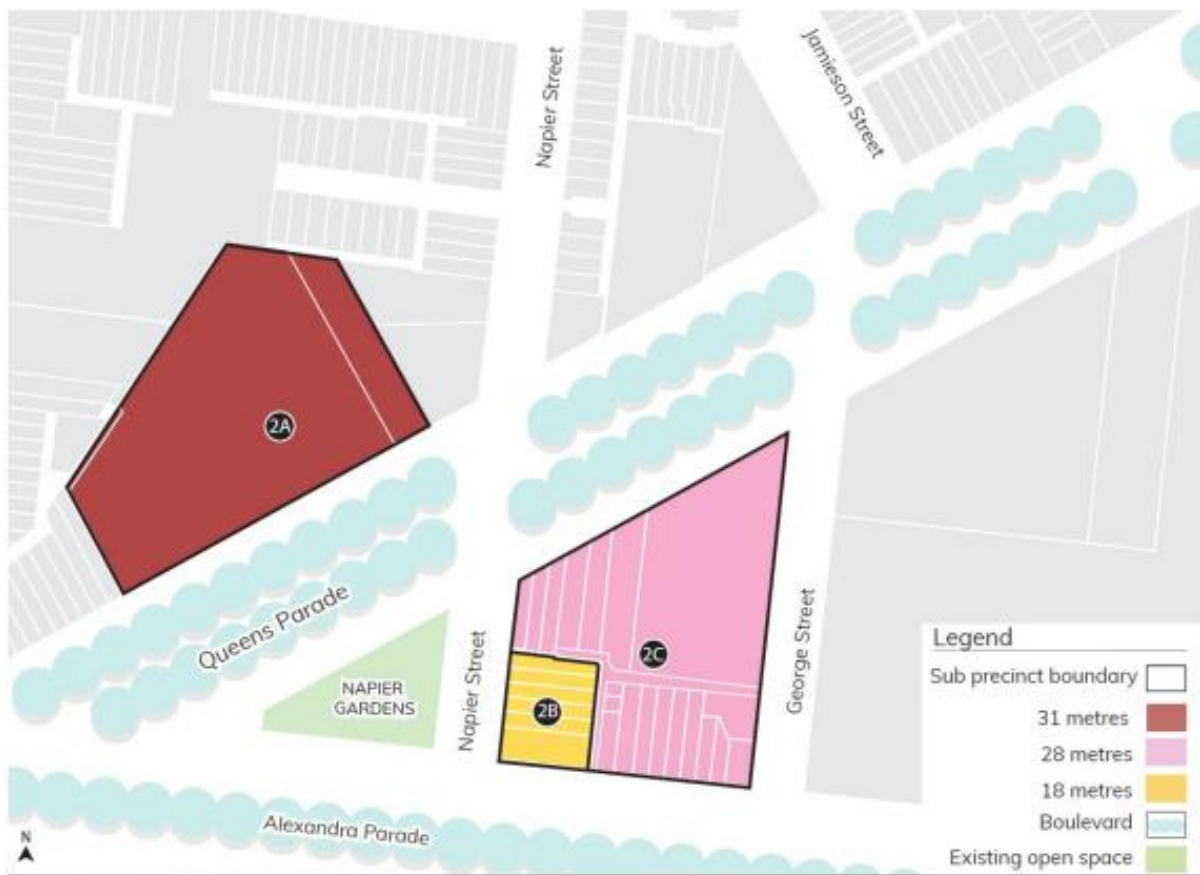 Napier Street
Jamieson Street
2A
Queens Parade
NAPIER
GARDENS
Napier Street
2B
2C
George Street
Alexandra Parade
N
Legend
Sub precinct boundary
31 metres
28 metres
18 metres
Boulevard
Existing open space